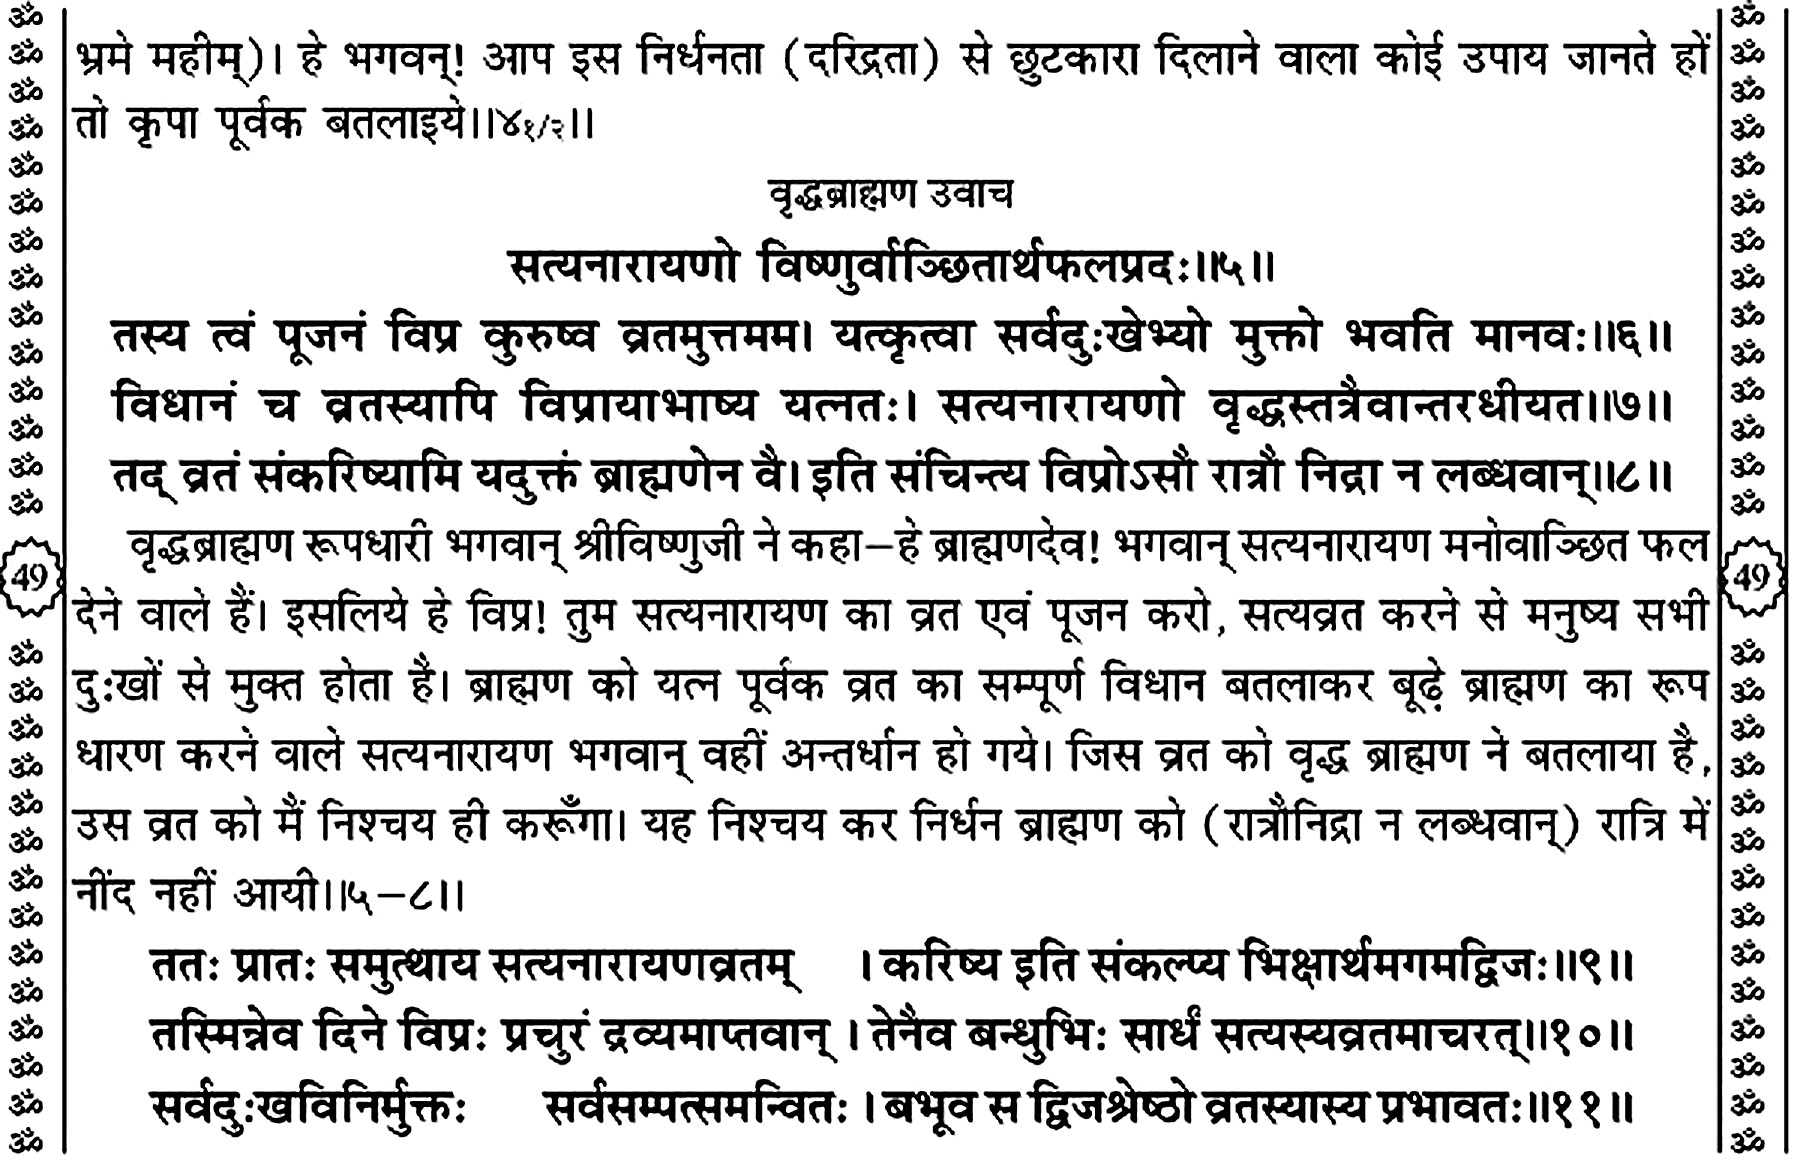 भ्रमे महीम्)। हे भगवन्! आप इस निर्धनता (दरिद्रता) से छुटकारा दिलाने वाला कोई उपाय जानते हों
तो कृपा पूर्वक बतलाइये।।४१/२।।
वृद्धब्राह्मण उवाच
सत्यनारायणो विष्णुर्वाञ्छितार्थफलप्रदः।।५।।
तस्य त्वं पूजनं विप्र कुरुष्व व्रतमुत्तमम। यत्कृत्वा सर्वदुःखेभ्यो मुक्तो भवति मानवः।।६।।
विधानं च व्रतस्यापि विप्रायाभाष्य यत्नतः। सत्यनारायणो वृद्धस्तत्रैवान्तरधीयत।।७।।
तद् व्रतं संकरिष्यामि यदुक्तं ब्राह्मणेन वै। इति संचिन्त्य विप्रोऽसौ रात्रौ निद्रा न लब्धवान्।।८।।
वृद्धब्राह्मण रूपधारी भगवान् श्रीविष्णुजी ने कहा–हे ब्राह्मणदेव! भगवान् सत्यनारायण मनोवाञ्छित फल
देने वाले हैं। इसलिये हे विप्र! तुम सत्यनारायण का व्रत एवं पूजन करो, सत्यव्रत करने से मनुष्य सभी
दुःखों से मुक्त होता है। ब्राह्मण को यत्न पूर्वक व्रत का सम्पूर्ण विधान बतलाकर बूढ़े ब्राह्मण का रूप
धारण करने वाले सत्यनारायण भगवान् वहीं अन्तर्धान हो गये। जिस व्रत को वृद्ध ब्राह्मण ने बतलाया है,
उस व्रत को मैं निश्चय ही करूँगा। यह निश्चय कर निर्धन ब्राह्मण को (रात्रौनिद्रा न लब्धवान्) रात्रि में
नींद नहीं आयी।।५–८।।
ततः प्रातः समुत्थाय सत्यनारायणव्रतम् । करिष्य इति संकल्प्य भिक्षार्थमगमद्विजः।।९।।
तस्मिन्नेव दिने विप्रः प्रचुरं द्रव्यमाप्तवान् । तेनैव बन्धुभिः सार्धं सत्यस्यव्रतमाचरत्।।१०।।
सर्वदुःखविनिर्मुक्तः सर्वसम्पत्समन्वितः । बभूव स द्विजश्रेष्ठो व्रतस्यास्य प्रभावतः।।११।।
49
49